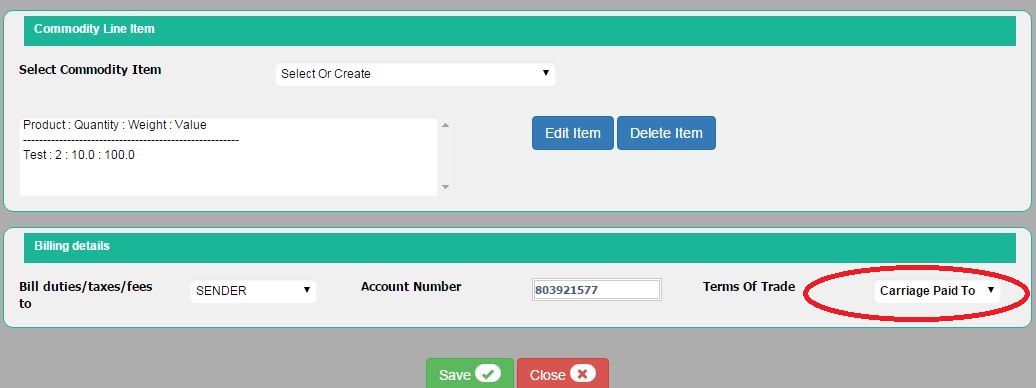 Commodity Line Item
Select Commodity Item
Select Or Create
Product : Quantity : Weight : Value
------------------------------------------------------
Test : 2 : 10.0 : 100.0
Edit Item
Delete Item
Billing details
Bill duties/taxes/fees
to
SENDER
Account Number
803921577
Terms Of Trade
Carriage Paid To
Save
Close